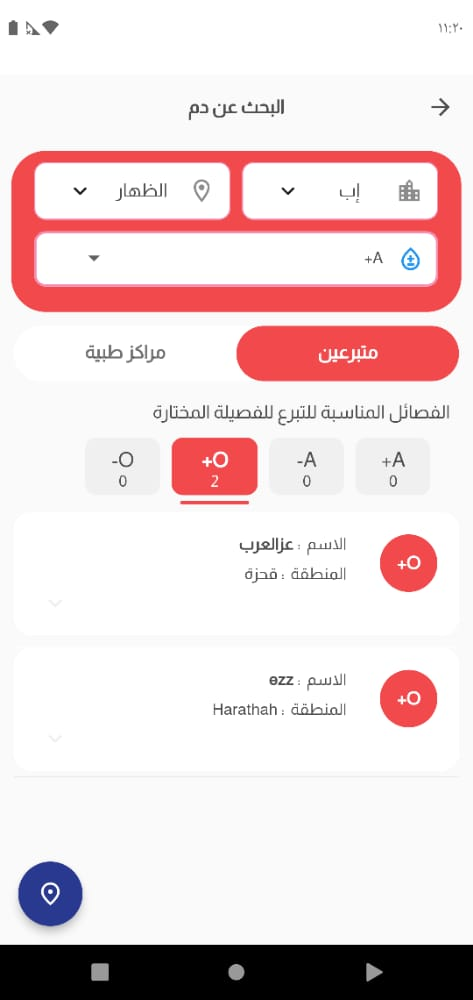 ١١:٢٠
البحث عن دم
إب
الظهار
A+
متبرعين
مراكز طبية
الفصائل المناسبة للتبرع للفصيلة المختارة
A+
0
A-
0
O+
2
O-
0
O+
الاسم : عزالعرب
المنطقة : قحزة
O+
الاسم : ezz
المنطقة : Harathah